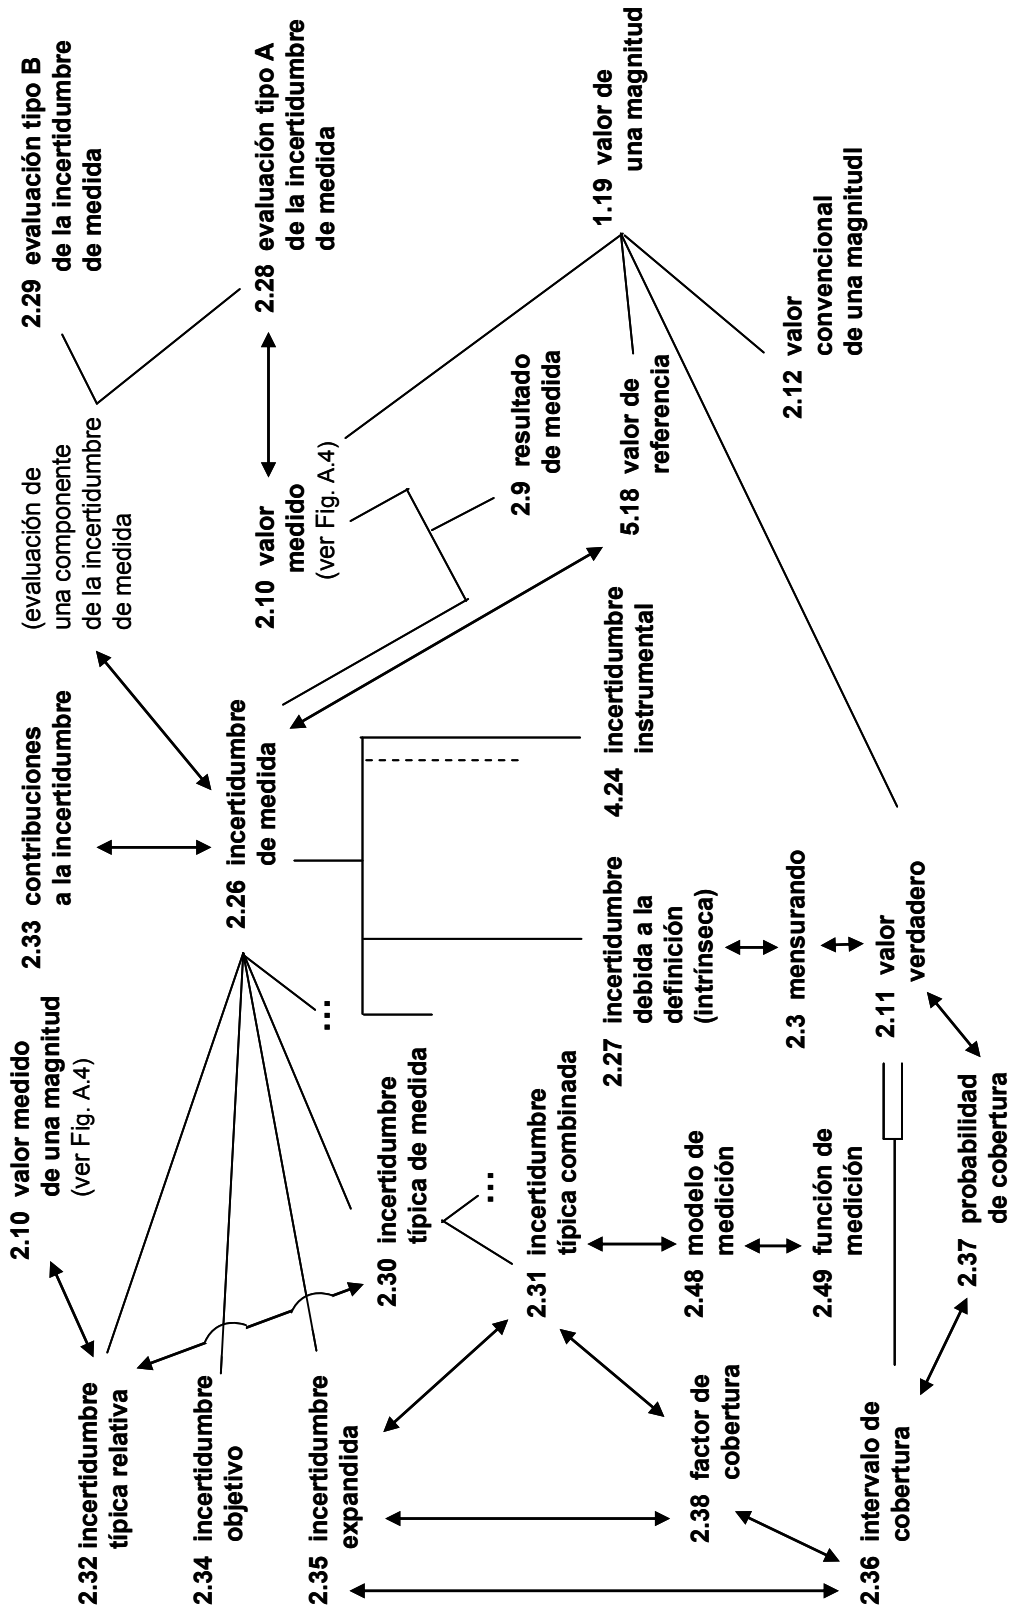 2.10 valor medido
de una magnitud
(ver Fig. A.4)
2.33 contribuciones
a la incertidumbre
(evaluación de
una componente
de la incertidumbre
de medida
2.29 evaluación tipo B
de la incertidumbre
de medida
2.32 incertidumbre
típica relativa
2.34 incertidumbre
objetivo
2.35 incertidumbre
expandida
2.26 incertidumbre
de medida
2.10 valor
medido
(ver Fig. A.4)
2.28 evaluación tipo A
de la incertidumbre
de medida
...
2.30 incertidumbre
típica de medida
...
2.31 incertidumbre
típica combinada
2.9 resultado
de medida
1.19 valor de
una magnitud
2.27 incertidumbre
debida a la
definición
(intrínseca)
4.24 incertidumbre
instrumental
5.18 valor de
referencia
2.38 factor de
cobertura
2.48 modelo de
medición
2.3 mensurando
2.12 valor
convencional
de una magnitudl
2.49 función de
medición
2.36 intervalo de
cobertura
2.11 valor
verdadero
2.37 probabilidad
de cobertura